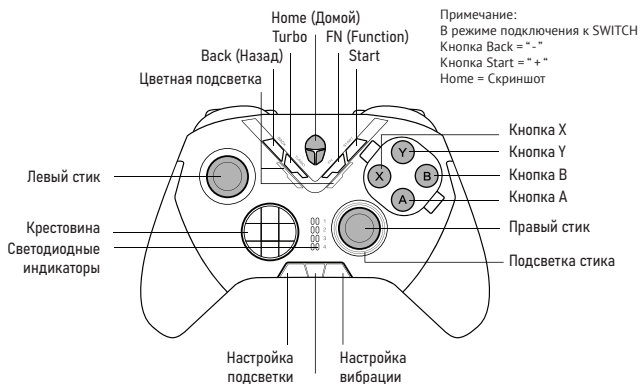 Home (Домой)
Turbo
FN (Function)
Back (Назад)
Start
Цветная подсветка
Примечание:
В режиме подключения к SWITCH
Кнопка Back = “ - ”
Кнопка Start = “ + ”
Home = Скриншот
Левый стик
Крестовина
Светодиодные
индикаторы
Кнопка X
Кнопка Y
Кнопка B
Кнопка A
Правый стик
Подсветка стика
Y
X
B
A
1
2
3
4
Настройка
подсветки
Настройка
вибрации